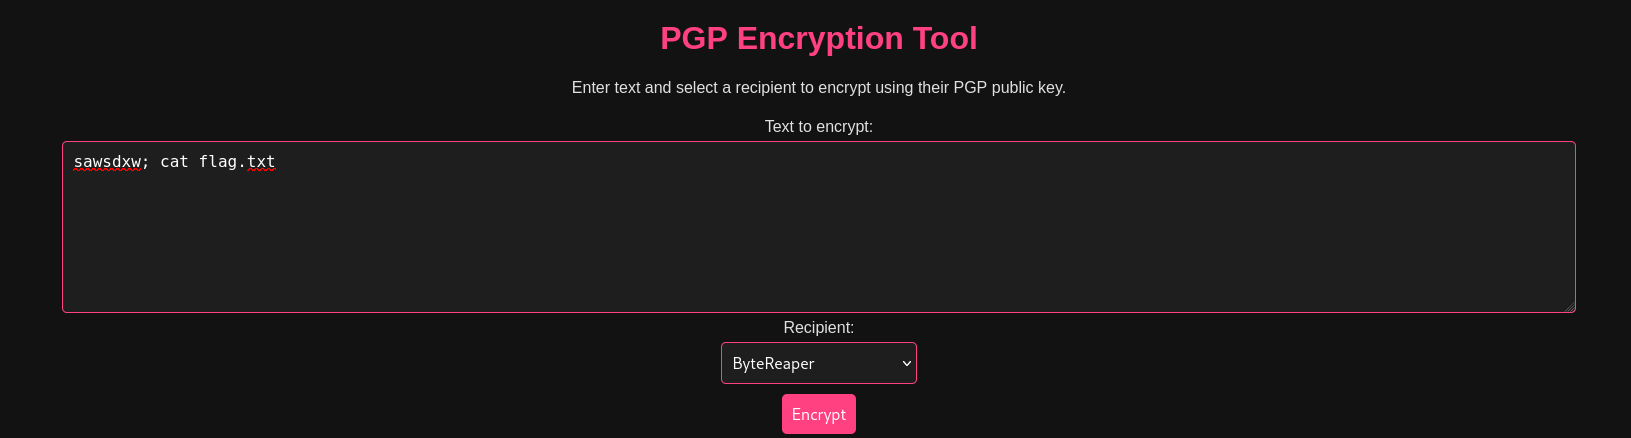 PGP Encryption Tool
Enter text and select a recipient to encrypt using their PGP public key.
Text to encrypt:
sawsdxw; cat flag.txt
Recipient:
ByteReaper
Encrypt